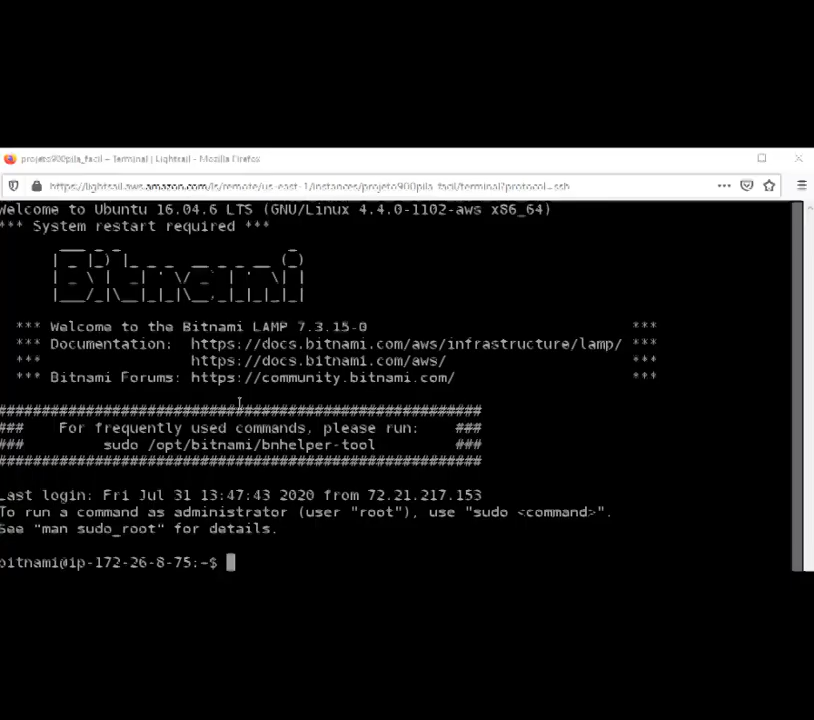 projeto900pila_facil – Terminal | Lightsail - Mozilla Firefox
https://lightsail.aws.amazon.com/ls/remote/us-east-1/instances/projeto900pila_facil/terminal?protocol=ssh
Welcome to Ubuntu 16.04.6 LTS (GNU/Linux 4.4.0-1102-aws x86_64)
*** System restart required ***
Bitnami
*** Welcome to the Bitnami LAMP 7.3.15-0 ***
*** Documentation: https://docs.bitnami.com/aws/infrastructure/lamp/ ***
*** https://docs.bitnami.com/aws/ ***
*** Bitnami Forums: https://community.bitnami.com/ ***
#########################################################
### For frequently used commands, please run: ###
### sudo /opt/bitnami/bnhelper-tool ###
#########################################################
Last login: Fri Jul 31 13:47:43 2020 from 72.21.217.153
To run a command as administrator (user "root"), use "sudo <command>".
See "man sudo_root" for details.
bitnami@ip-172-26-8-75:~$